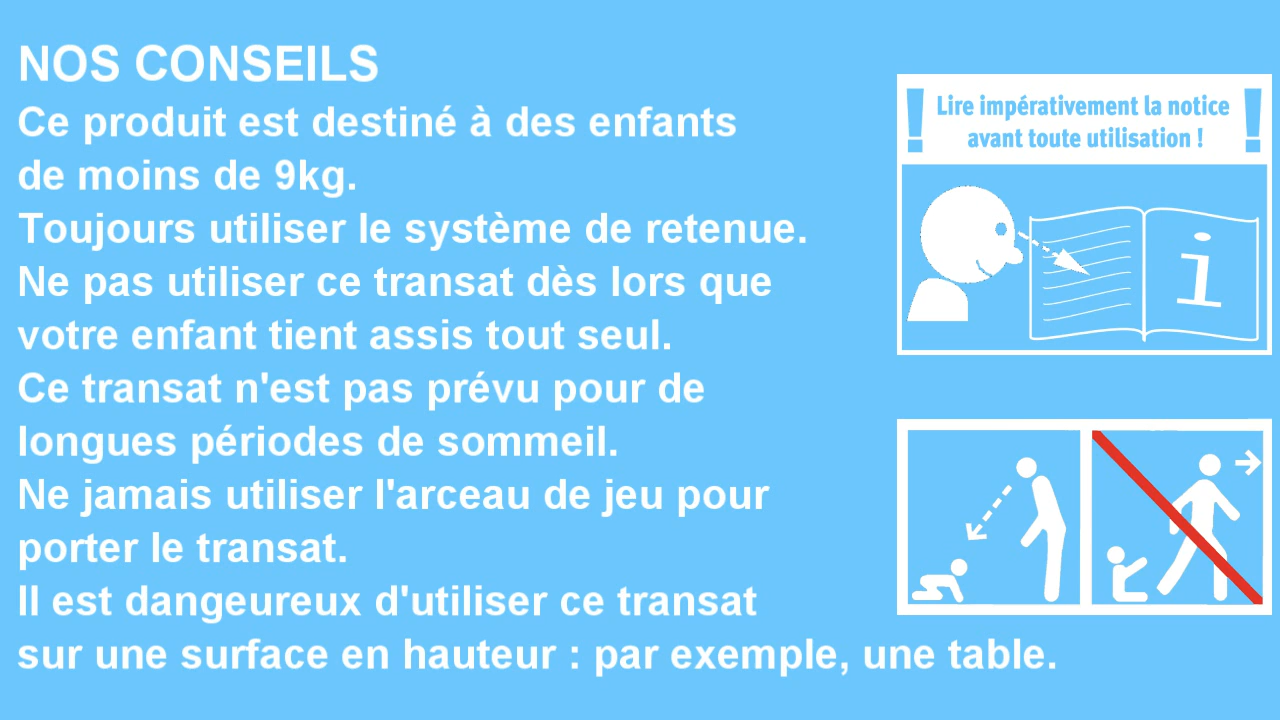 NOS CONSEILS
Ce produit est destiné à des enfants
de moins de 9kg.
Toujours utiliser le système de retenue.
Ne pas utiliser ce transat dès lors que
votre enfant tient assis tout seul.
Ce transat n'est pas prévu pour de
longues périodes de sommeil.
Ne jamais utiliser l'arceau de jeu pour
porter le transat.
Il est dangeureux d'utiliser ce transat
sur une surface en hauteur : par exemple, une table.
! Lire impérativement la notice !
avant toute utilisation !
i